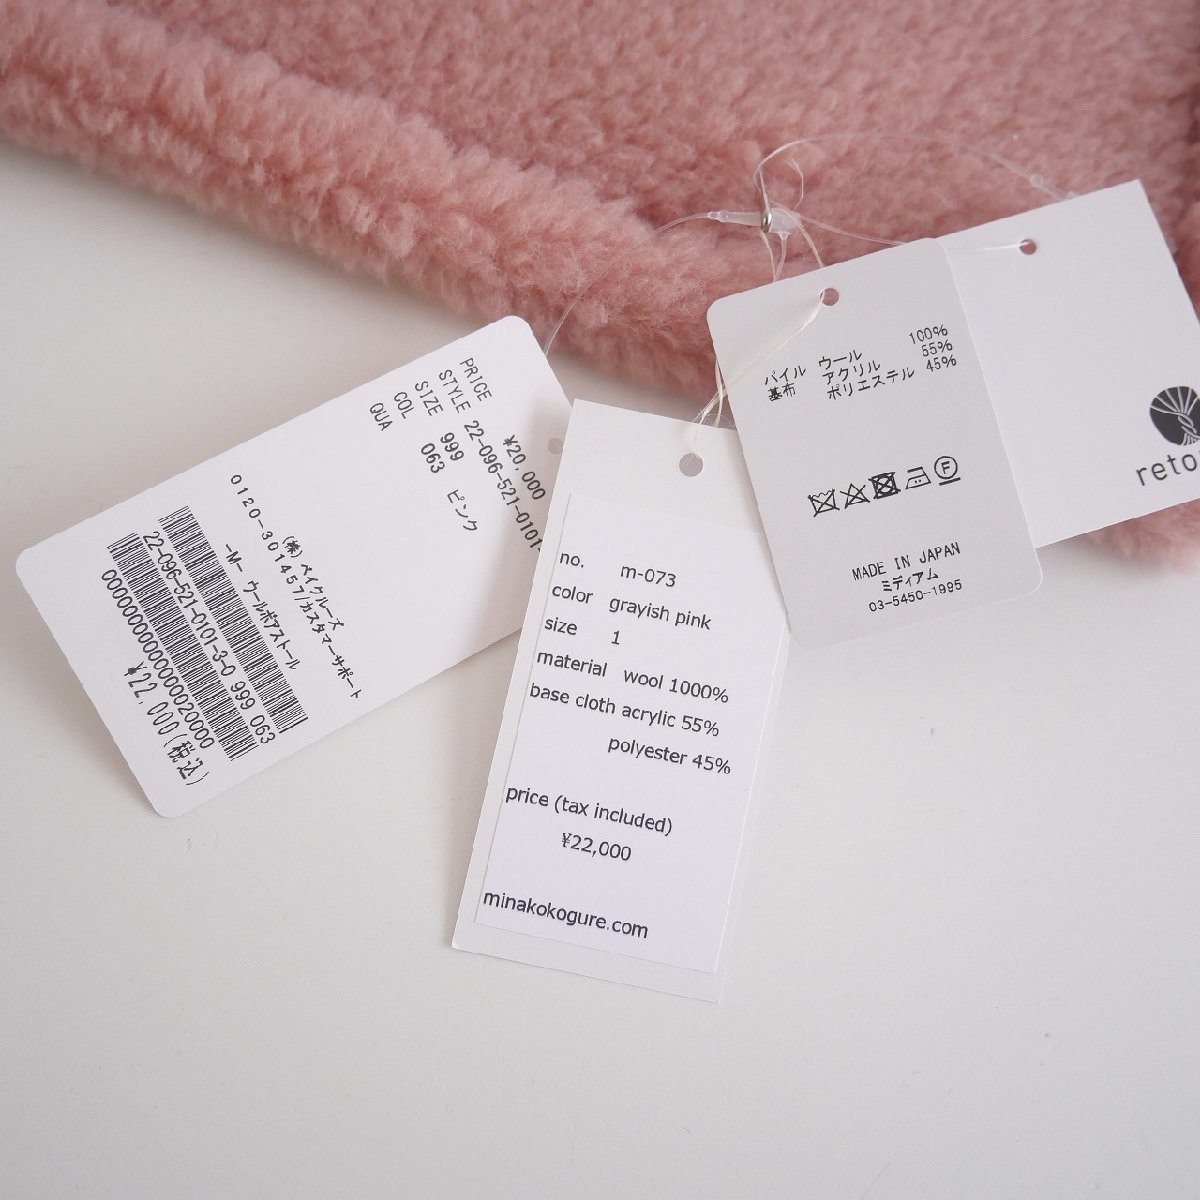 PRICE ¥20,000
STYLE 22-096-521-0101-
SIZE 999
COL 063 ピンク
QUA
(株)ベイクルーズ
0120-301457/カスタマーサポート
-M- ウールボアストール
22-096-521-0101-3-0 999 063
¥22,000(税込)
no. m-073
color grayish pink
size 1
material wool 1000%
base cloth acrylic 55%
polyester 45%
price (tax included)
¥22,000
minakokogure.com
パイル ウール 100%
基布 アクリル 55%
ポリエステル 45%
F
MADE IN JAPAN
ミディアム
03-5450-1995